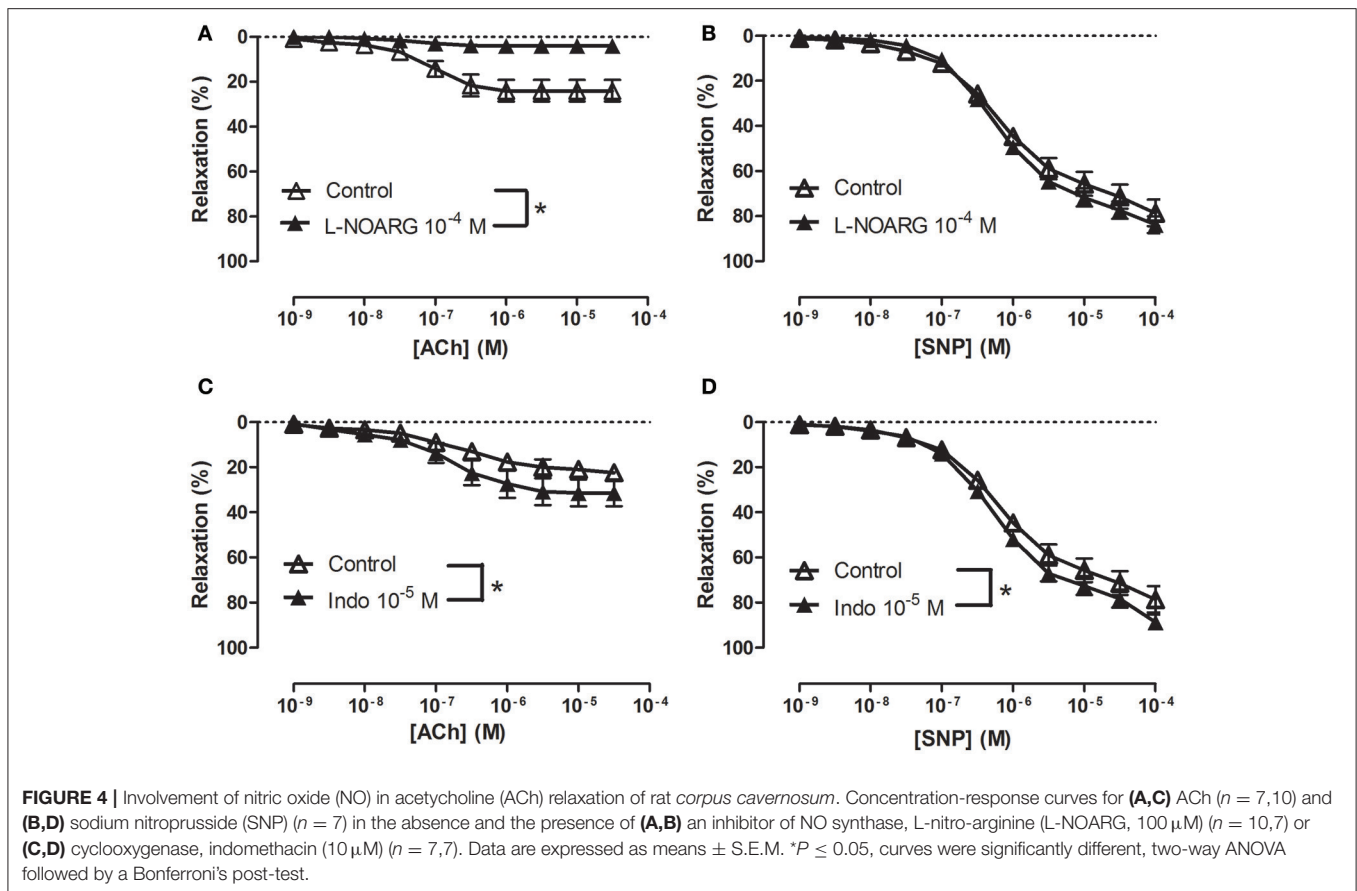 A
0
20
40
60
80
100
Relaxation (%)
Control
L-NOARG 10⁻⁴ M
*
10⁻⁹ 10⁻⁸ 10⁻⁷ 10⁻⁶ 10⁻⁵ 10⁻⁴
[ACh] (M)
B
0
20
40
60
80
100
Relaxation (%)
Control
L-NOARG 10⁻⁴ M
10⁻⁹ 10⁻⁸ 10⁻⁷ 10⁻⁶ 10⁻⁵ 10⁻⁴
[SNP] (M)
C
0
20
40
60
80
100
Relaxation (%)
Control
Indo 10⁻⁵ M
*
10⁻⁹ 10⁻⁸ 10⁻⁷ 10⁻⁶ 10⁻⁵ 10⁻⁴
[ACh] (M)
D
0
20
40
60
80
100
Relaxation (%)
Control
Indo 10⁻⁵ M
*
10⁻⁹ 10⁻⁸ 10⁻⁷ 10⁻⁶ 10⁻⁵ 10⁻⁴
[SNP] (M)
FIGURE 4 | Involvement of nitric oxide (NO) in acetycholine (ACh) relaxation of rat corpus cavernosum. Concentration-response curves for (A,C) ACh (n = 7,10) and
(B,D) sodium nitroprusside (SNP) (n = 7) in the absence and the presence of (A,B) an inhibitor of NO synthase, L-nitro-arginine (L-NOARG, 100 μM) (n = 10,7) or
(C,D) cyclooxygenase, indomethacin (10 μM) (n = 7,7). Data are expressed as means ± S.E.M. *P ≤ 0.05, curves were significantly different, two-way ANOVA
followed by a Bonferroni's post-test.